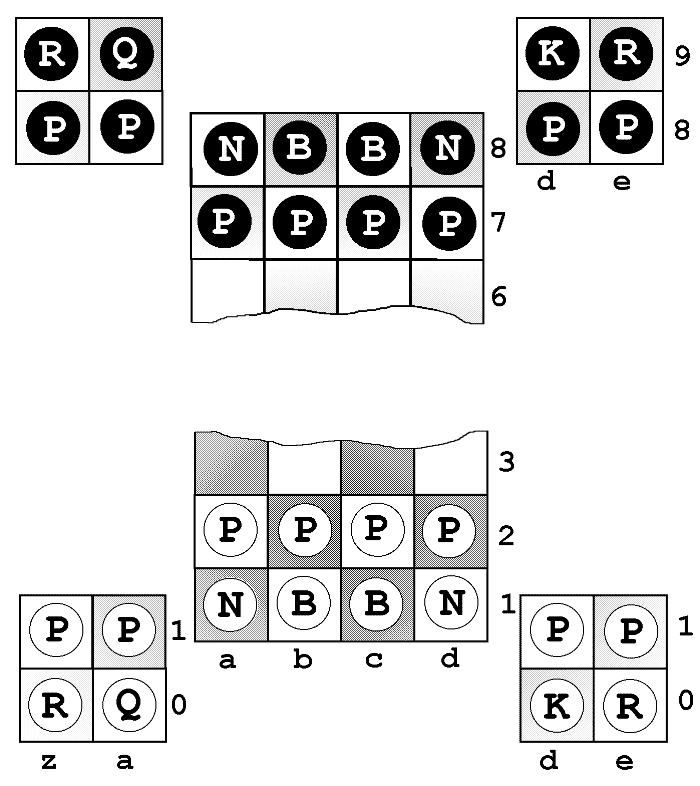 R Q K R 9
P P P P 8
d e
N B B N 8
P P P P 7
6
3
P P P P 2
N B B N 1
a b c d
P P 1 P P 1
R Q 0 K R 0
z a d e